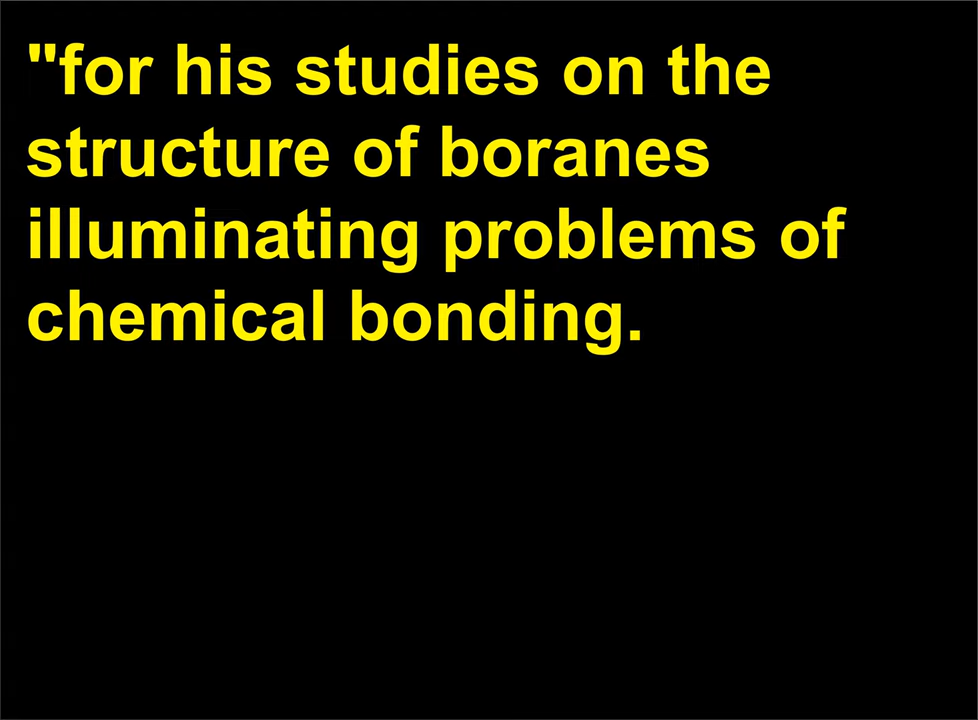 "for his studies on the
structure of boranes
illuminating problems of
chemical bonding.